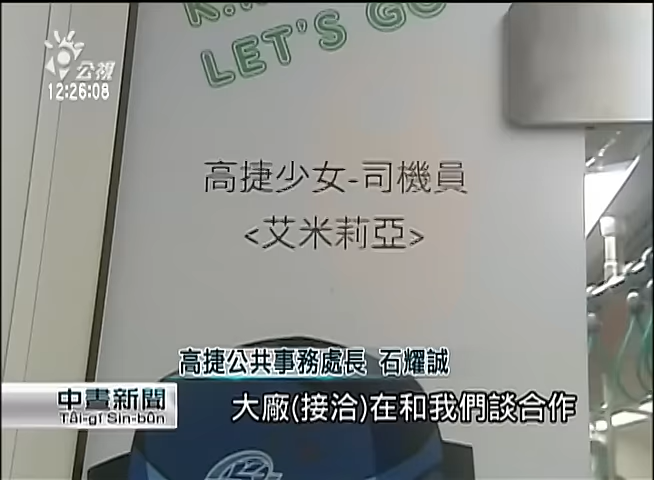 K.R
LET'S GO
公視
12:26:08
高捷少女-司機員
<艾米莉亞>
高捷公共事務處長 石耀誠
中晝新聞
Tâi-gí Sin-bûn
大廠(接洽)在和我們談合作